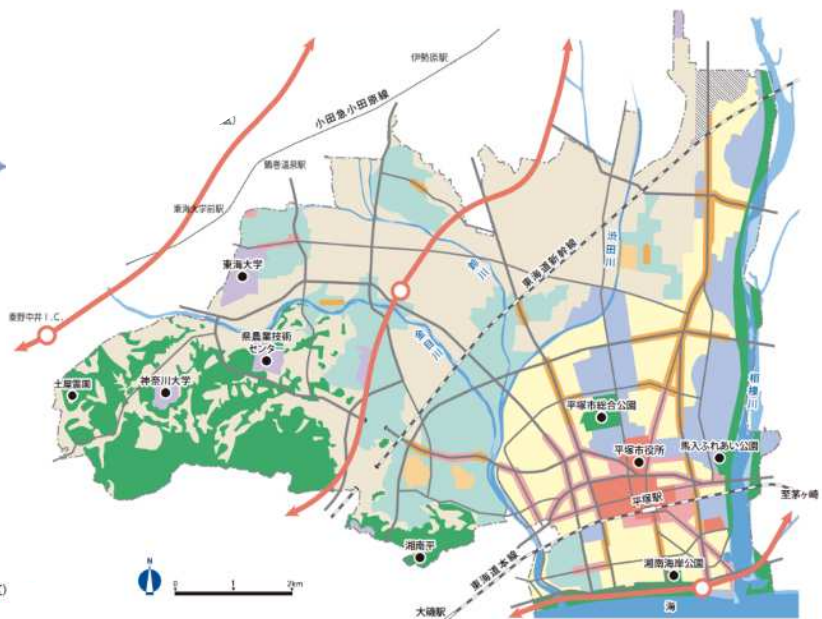 伊勢原駅
小田急小田原線
鶴巻温泉駅
東海大学前駅
東海大学
鈴川
東海道新幹線
渋田川
秦野中井I.C.
県農業技術
センター
金目川
土屋霊園
神奈川大学
相模川
平塚市総合公園
平塚市役所
馬入ふれあい公園
平塚駅
至茅ヶ崎
湘南平
東海道本線
湘南海岸公園
N
0 1 2km
大磯駅
海